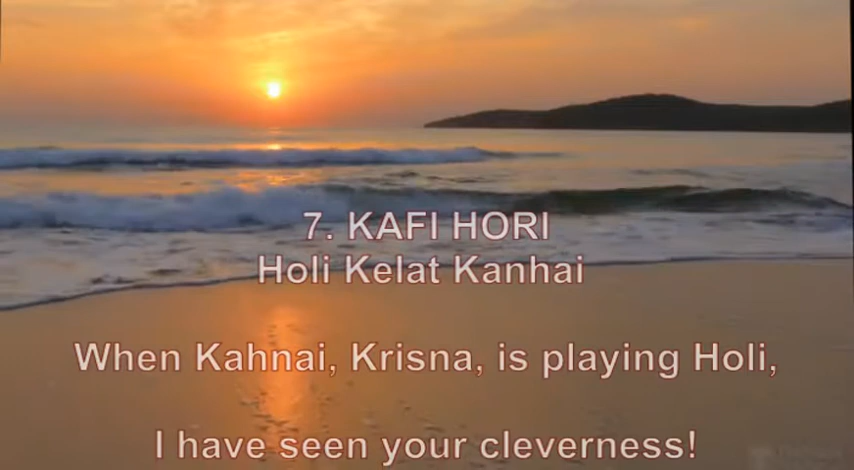 7. KAFI HORI
Holi Kelat Kanhai
When Kahnai, Krisna, is playing Holi,
I have seen your cleverness!